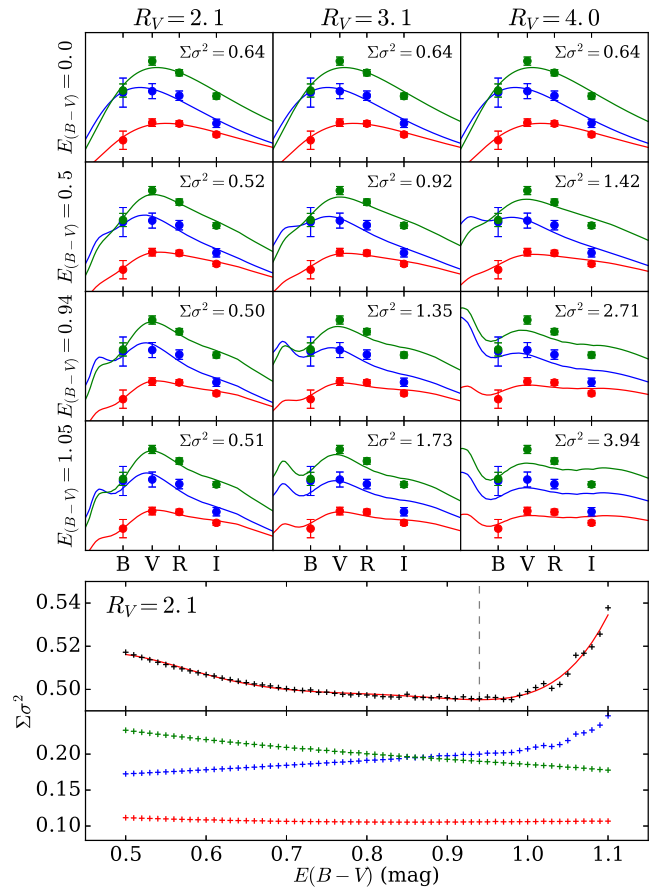 R_V = 2.1 R_V = 3.1 R_V = 4.0
E_(B−V) = 0.0 Σσ² = 0.64 Σσ² = 0.64 Σσ² = 0.64
E_(B−V) = 0.5 Σσ² = 0.52 Σσ² = 0.92 Σσ² = 1.42
E_(B−V) = 0.94 Σσ² = 0.50 Σσ² = 1.35 Σσ² = 2.71
E_(B−V) = 1.05 Σσ² = 0.51 Σσ² = 1.73 Σσ² = 3.94
B V R I B V R I B V R I
R_V = 2.1
0.54
0.52
0.50
Σσ²
0.20
0.15
0.10
0.5 0.6 0.7 0.8 0.9 1.0 1.1
E(B−V) (mag)